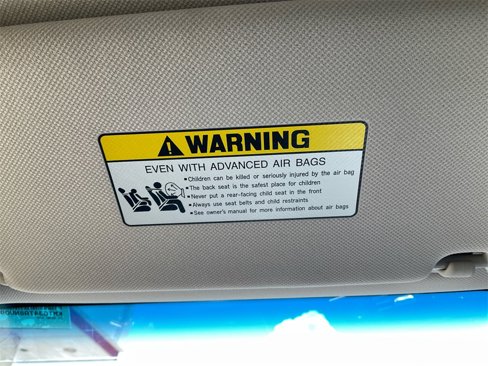 WARNING
EVEN WITH ADVANCED AIR BAGS
▪Children can be killed or seriously injured by the air bag
▪The back seat is the safest place for children
▪Never put a rear-facing child seat in the front
▪Always use seat belts and child restraints
▪See owner's manual for more information about air bags